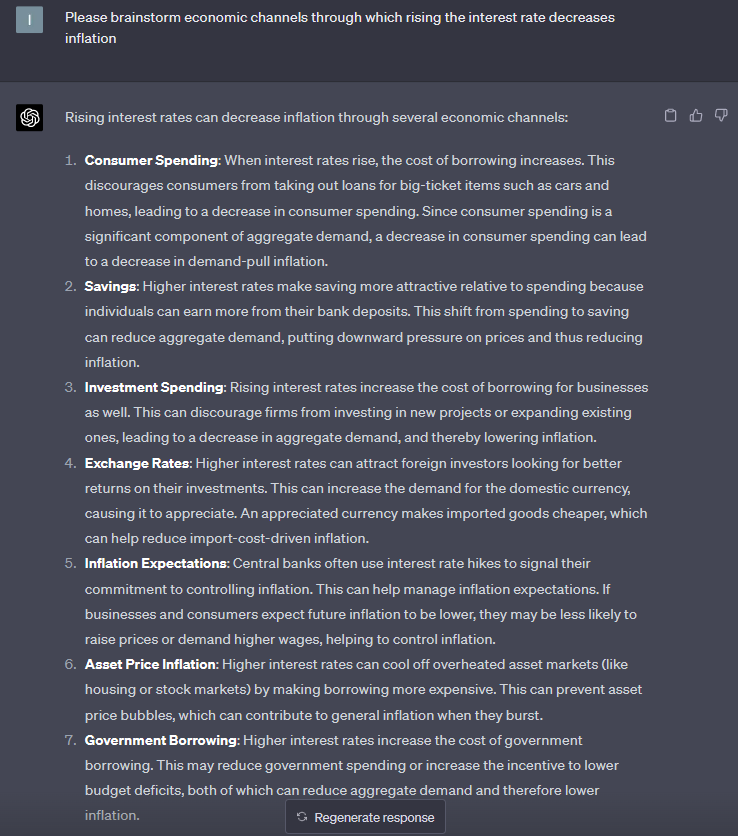 I
Please brainstorm economic channels through which rising the interest rate decreases
inflation
Rising interest rates can decrease inflation through several economic channels:
1. Consumer Spending: When interest rates rise, the cost of borrowing increases. This
discourages consumers from taking out loans for big-ticket items such as cars and
homes, leading to a decrease in consumer spending. Since consumer spending is a
significant component of aggregate demand, a decrease in consumer spending can lead
to a decrease in demand-pull inflation.
2. Savings: Higher interest rates make saving more attractive relative to spending because
individuals can earn more from their bank deposits. This shift from spending to saving
can reduce aggregate demand, putting downward pressure on prices and thus reducing
inflation.
3. Investment Spending: Rising interest rates increase the cost of borrowing for businesses
as well. This can discourage firms from investing in new projects or expanding existing
ones, leading to a decrease in aggregate demand, and thereby lowering inflation.
4. Exchange Rates: Higher interest rates can attract foreign investors looking for better
returns on their investments. This can increase the demand for the domestic currency,
causing it to appreciate. An appreciated currency makes imported goods cheaper, which
can help reduce import-cost-driven inflation.
5. Inflation Expectations: Central banks often use interest rate hikes to signal their
commitment to controlling inflation. This can help manage inflation expectations. If
businesses and consumers expect future inflation to be lower, they may be less likely to
raise prices or demand higher wages, helping to control inflation.
6. Asset Price Inflation: Higher interest rates can cool off overheated asset markets (like
housing or stock markets) by making borrowing more expensive. This can prevent asset
price bubbles, which can contribute to general inflation when they burst.
7. Government Borrowing: Higher interest rates increase the cost of government
borrowing. This may reduce government spending or increase the incentive to lower
budget deficits, both of which can reduce aggregate demand and therefore lower
inflation.
Regenerate response